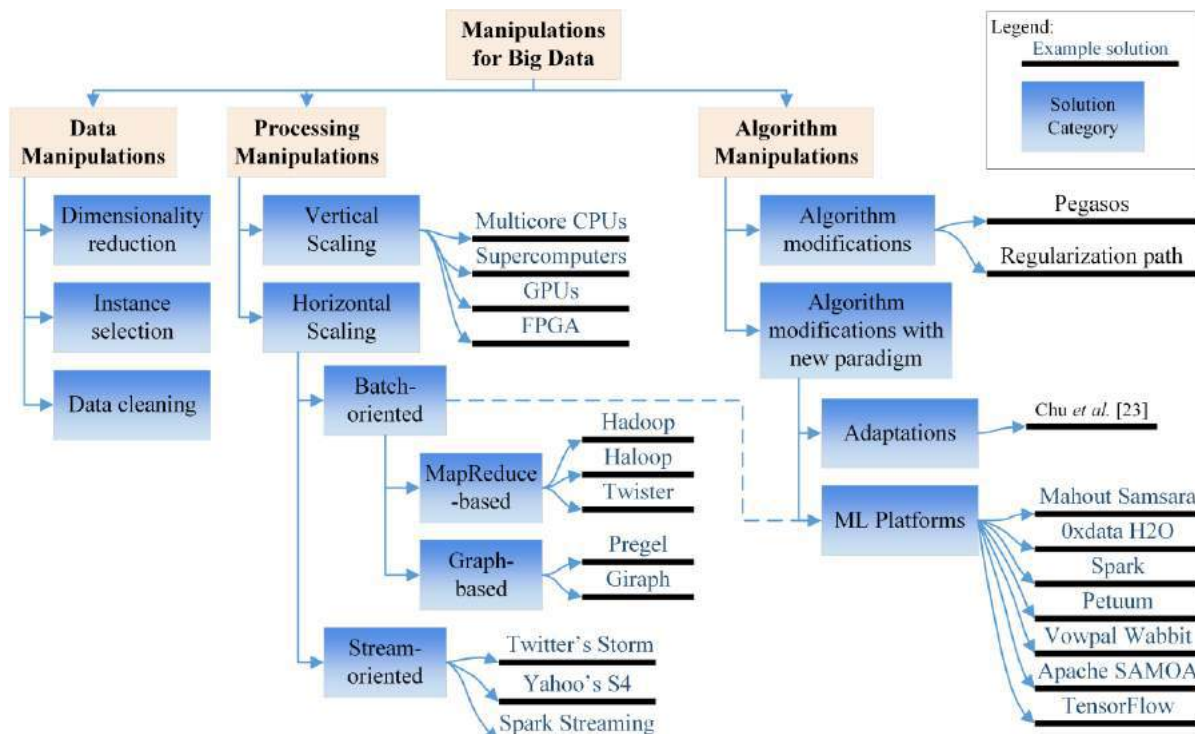 Manipulations
for Big Data
Legend:
Example solution
Solution
Category
Data
Manipulations
Processing
Manipulations
Algorithm
Manipulations
Dimensionality
reduction
Instance
selection
Data cleaning
Vertical
Scaling
Multicore CPUs
Supercomputers
GPUs
FPGA
Horizontal
Scaling
Batch-
oriented
MapReduce
-based
Hadoop
Haloop
Twister
Graph-
based
Pregel
Giraph
Stream-
oriented
Twitter’s Storm
Yahoo’s S4
Spark Streaming
Algorithm
modifications
Pegasos
Regularization path
Algorithm
modifications with
new paradigm
Adaptations
Chu et al. [23]
ML Platforms
Mahout Samsara
0xdata H2O
Spark
Petuum
Vowpal Wabbit
Apache SAMOA
TensorFlow